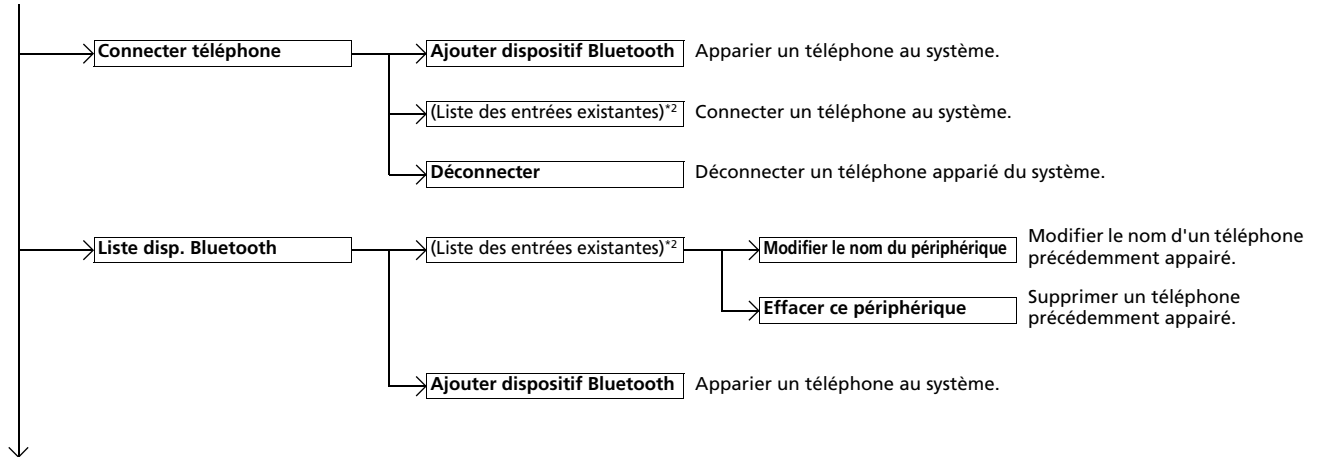 Connecter téléphone
Ajouter dispositif Bluetooth
Apparier un téléphone au système.
(Liste des entrées existantes)*2
Connecter un téléphone au système.
Déconnecter
Déconnecter un téléphone apparié du système.
Liste disp. Bluetooth
(Liste des entrées existantes)*2
Modifier le nom du périphérique
Modifier le nom d'un téléphone
précédemment appairé.
Effacer ce périphérique
Supprimer un téléphone
précédemment appairé.
Ajouter dispositif Bluetooth
Apparier un téléphone au système.